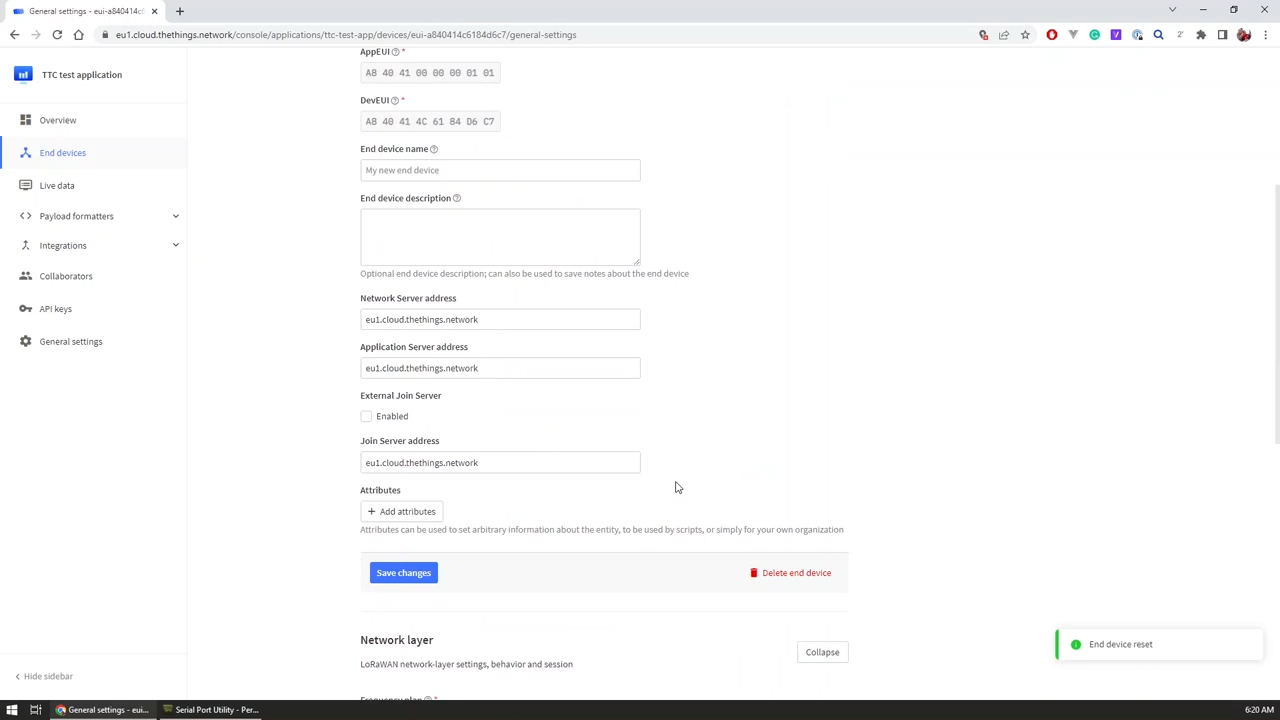 General settings - eui-a840414c6
eu1.cloud.thethings.network/console/applications/ttc-test-app/devices/eui-a840414c6184d6c7/general-settings
TTC test application
Overview
End devices
Live data
Payload formatters
Integrations
Collaborators
API keys
General settings
Hide sidebar
AppEUI *
A8 40 41 00 00 00 01 01
DevEUI *
A8 40 41 4C 61 84 D6 C7
End device name
My new end device
End device description
Optional end device description; can also be used to save notes about the end device
Network Server address
eu1.cloud.thethings.network
Application Server address
eu1.cloud.thethings.network
External Join Server
Enabled
Join Server address
eu1.cloud.thethings.network
Attributes
+ Add attributes
Attributes can be used to set arbitrary information about the entity, to be used by scripts, or simply for your own organization
Save changes
Delete end device
Network layer
Collapse
LoRaWAN network-layer settings, behavior and session
Frequency plan *
End device reset
General settings - eui-...
Serial Port Utility - Per...
6:20 AM